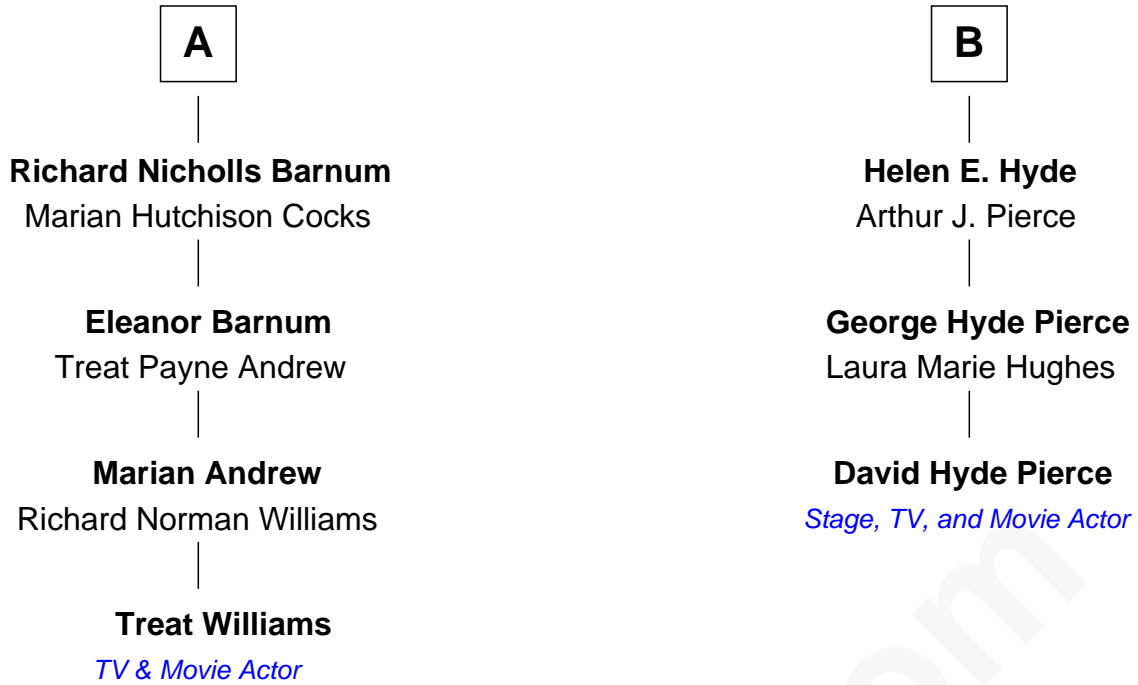 A
Richard Nicholls Barnum
Marian Hutchison Cocks
Eleanor Barnum
Treat Payne Andrew
Marian Andrew
Richard Norman Williams
Treat Williams
TV & Movie Actor
B
Helen E. Hyde
Arthur J. Pierce
George Hyde Pierce
Laura Marie Hughes
David Hyde Pierce
Stage, TV, and Movie Actor
om